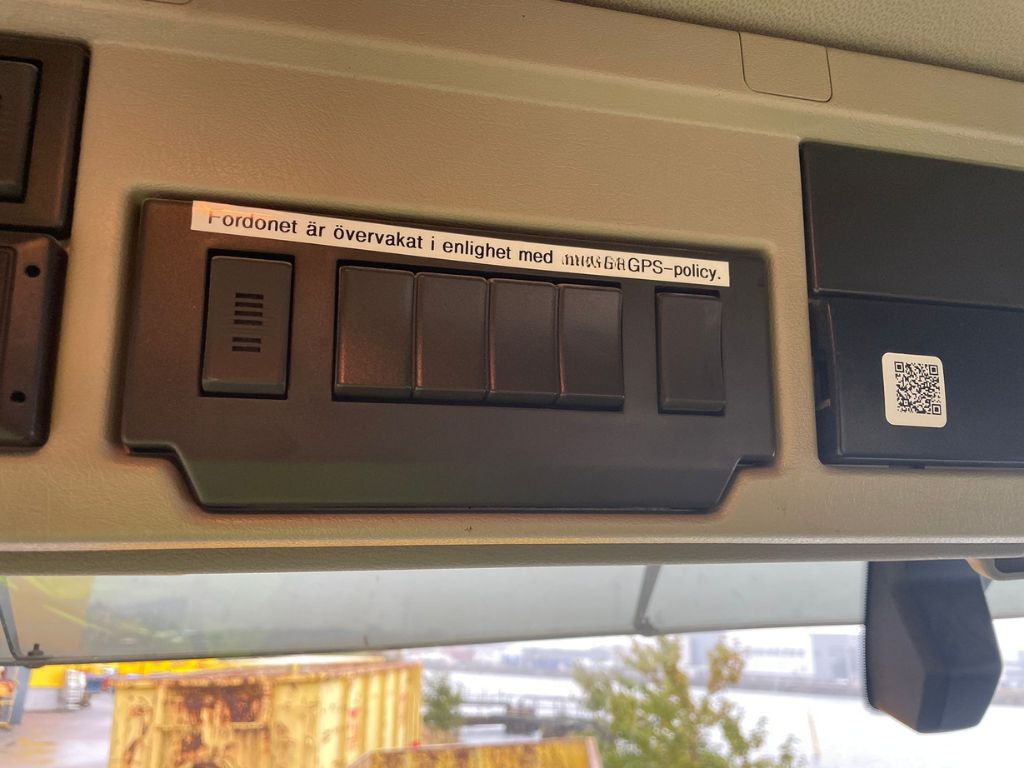 Fordonet är övervakat i enlighet med GPS-policy.